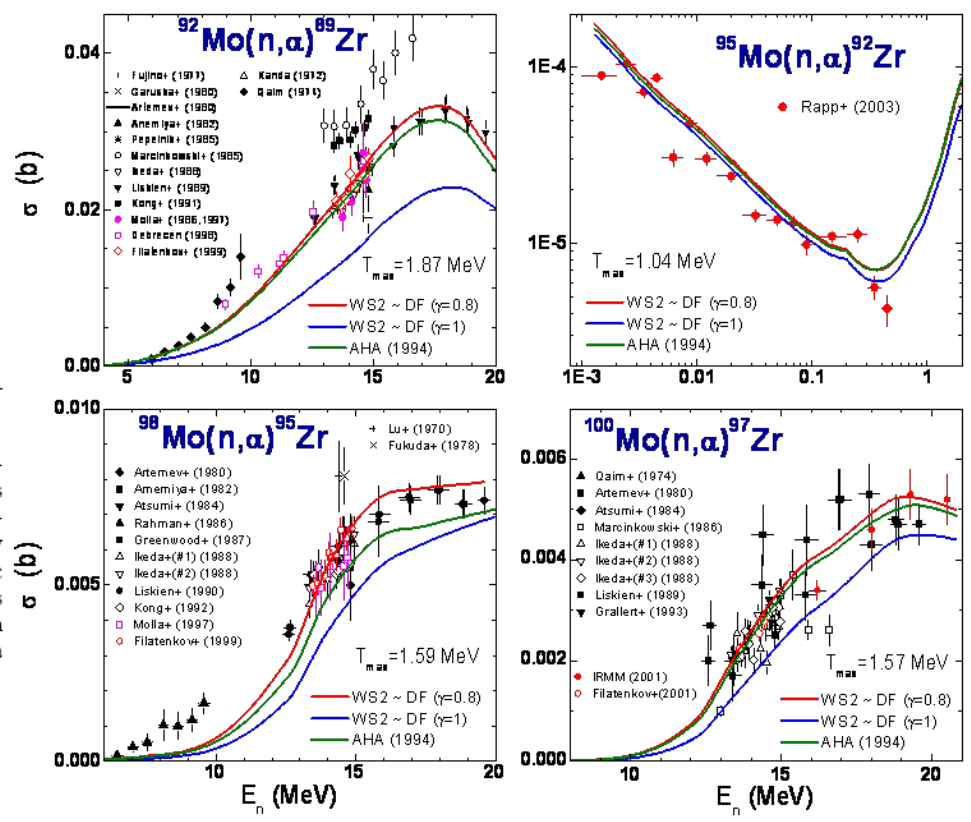 92Mo(n,α)89Zr
Fujino+ (1977)
Garuska+ (1980)
Artemev+ (1980)
Anemiya+ (1982)
Pepelnik+ (1985)
Marcinkowski+ (1985)
Ikeda+ (1988)
Liskien+ (1989)
Kong+ (1991)
Molla+ (1986,1997)
Debrecen (1998)
Filatenkov+ (1999)
Kanda (1972)
Qaim (1974)
T max=1.87 MeV
WS2 ~ DF (γ=0.8)
WS2 ~ DF (γ=1)
AHA (1994)
σ (b)
0.04
0.02
0.00
5 10 15 20
95Mo(n,α)92Zr
Rapp+ (2003)
T max=1.04 MeV
WS2 ~ DF (γ=0.8)
WS2 ~ DF (γ=1)
AHA (1994)
1E-4
1E-5
1E-3 0.01 0.1 1
98Mo(n,α)95Zr
Lu+ (1970)
Fukuda+ (1978)
Artemev+ (1980)
Amemiya+ (1982)
Atsumi+ (1984)
Rahman+ (1986)
Greenwood+ (1987)
Ikeda+(#1) (1988)
Ikeda+(#2) (1988)
Liskien+ (1990)
Kong+ (1992)
Molla+ (1997)
Filatenkov+ (1999)
T max=1.59 MeV
WS2 ~ DF (γ=0.8)
WS2 ~ DF (γ=1)
AHA (1994)
σ (b)
0.010
0.005
0.000
10 15 20
En (MeV)
100Mo(n,α)97Zr
Qaim+ (1974)
Artemev+ (1980)
Atsumi+ (1984)
Marcinkowski+ (1986)
Ikeda+(#1) (1988)
Ikeda+(#2) (1988)
Ikeda+(#3) (1988)
Liskien+ (1989)
Grallert+ (1993)
IRMM (2001)
Filatenkov+(2001)
T max=1.57 MeV
WS2 ~ DF (γ=0.8)
WS2 ~ DF (γ=1)
AHA (1994)
0.006
0.004
0.002
0.000
10 15 20
En (MeV)